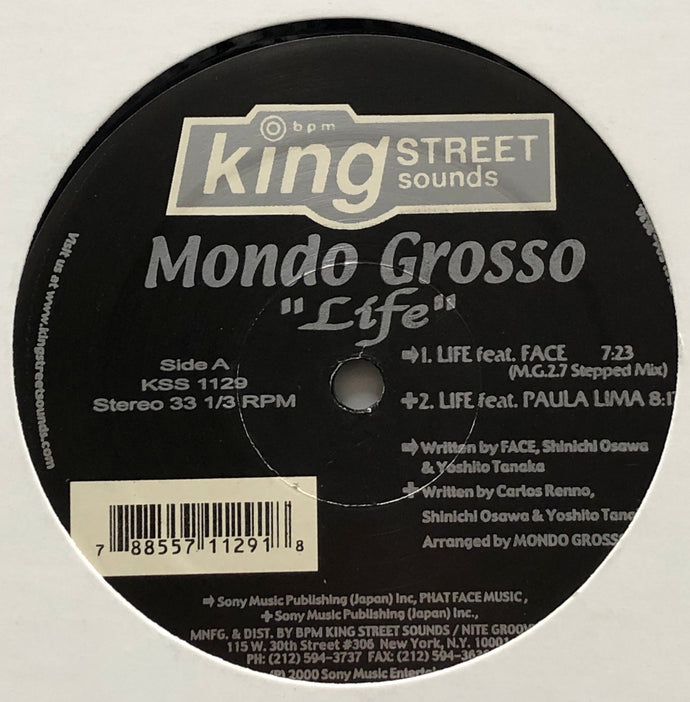 bpm
king STREET
sounds
Mondo Grosso
"Life"
Side A
KSS 1129
Stereo 33 1/3 RPM
⇨1. LIFE feat. FACE 7:23
(M.G.2.7 Stepped Mix)
+2. LIFE feat. PAULA LIMA
⇨ Written by FACE, Shinichi Osawa
& Yoshito Tanaka
+ Written by Carlos Renno,
Shinichi Osawa & Yoshito
Arranged by MONDO
7 88557 11291 8
⇨ Sony Music Publishing (Japan) Inc, PHAT FACE MUSIC,
+ Sony Music Publishing (Japan) Inc.,
MNFG. & DIST. BY BPM KING STREET SOUNDS / NITE
115 W. 30th Street #306 New York, N.Y. 10001
PH: (212) 594-3737 FAX: (212)
(P) 2000 Sony Music
Visit us at www.kingstreetsounds.com